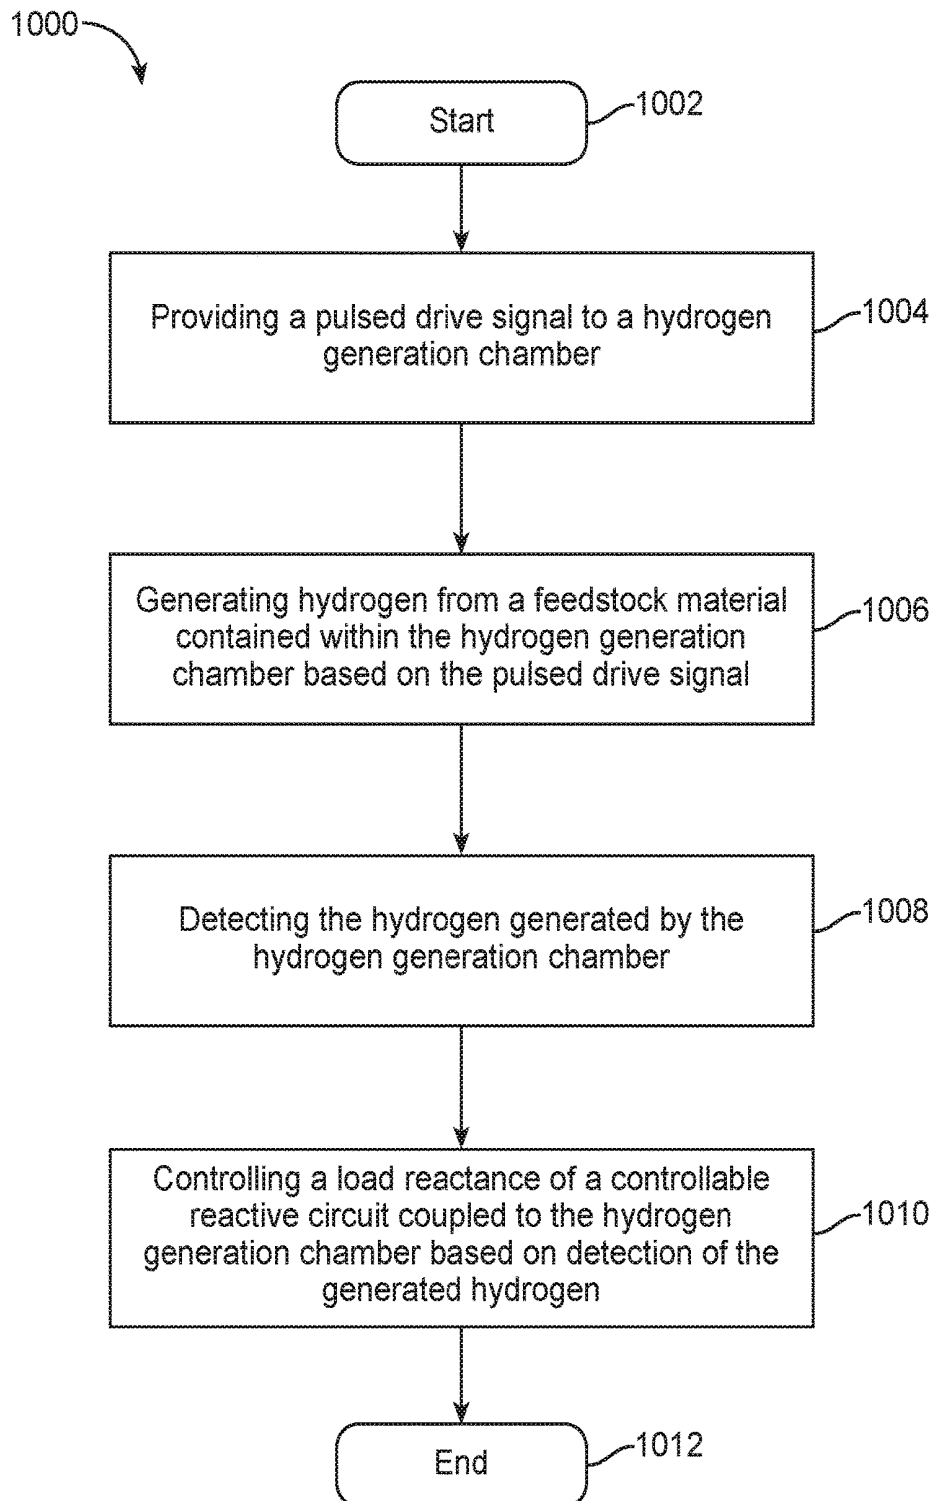 1000
Start
1002
Providing a pulsed drive signal to a hydrogen
generation chamber
1004
Generating hydrogen from a feedstock material
contained within the hydrogen generation
chamber based on the pulsed drive signal
1006
Detecting the hydrogen generated by the
hydrogen generation chamber
1008
Controlling a load reactance of a controllable
reactive circuit coupled to the hydrogen
generation chamber based on detection of the
generated hydrogen
1010
End
1012